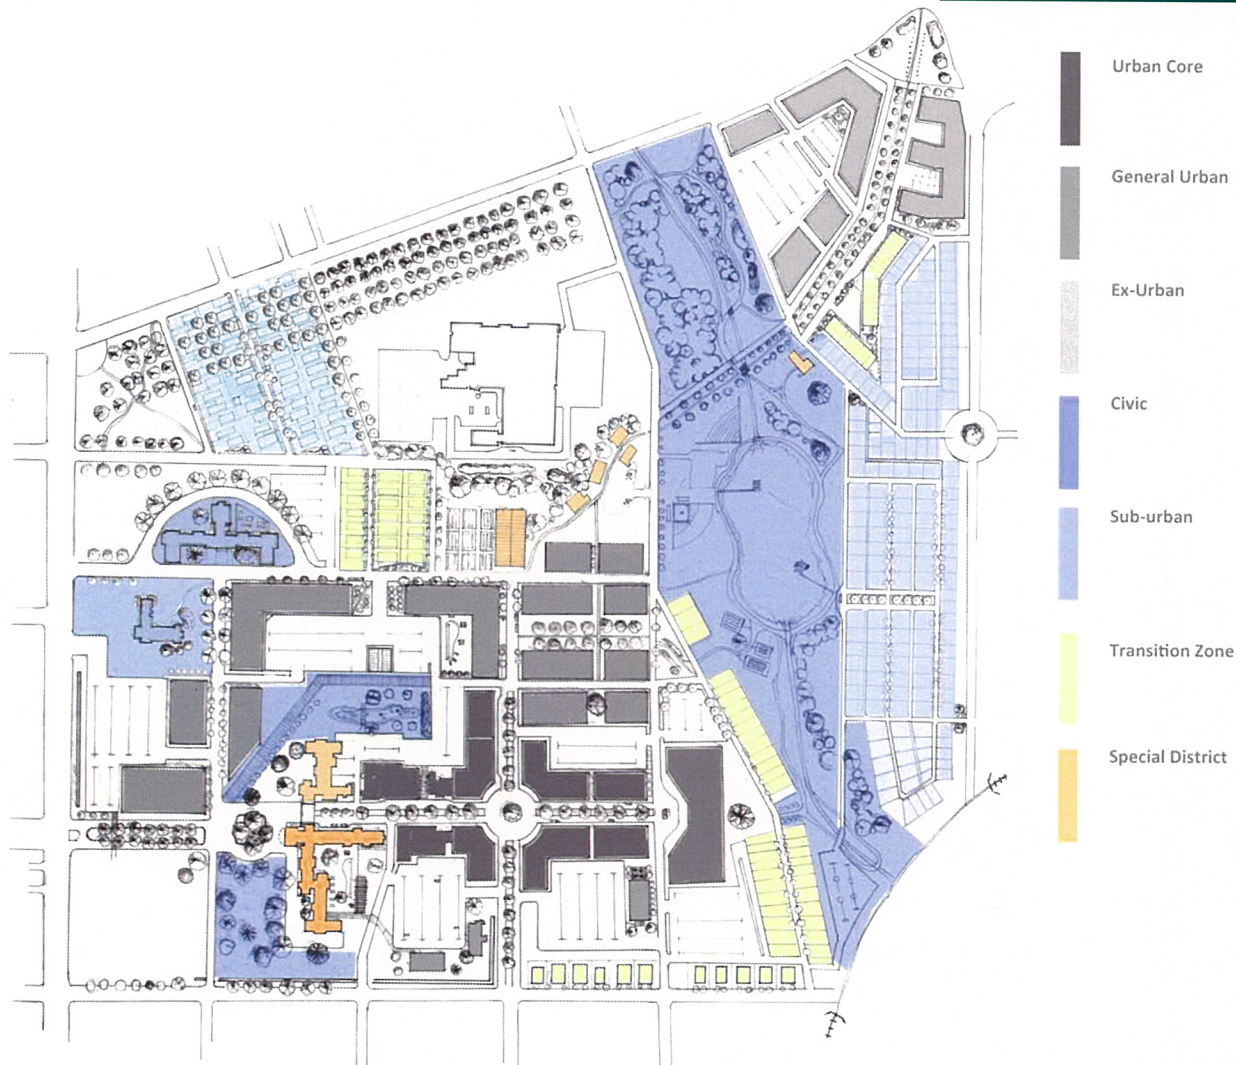 Urban Core
General Urban
Ex-Urban
Civic
Sub-urban
Transition Zone
Special District